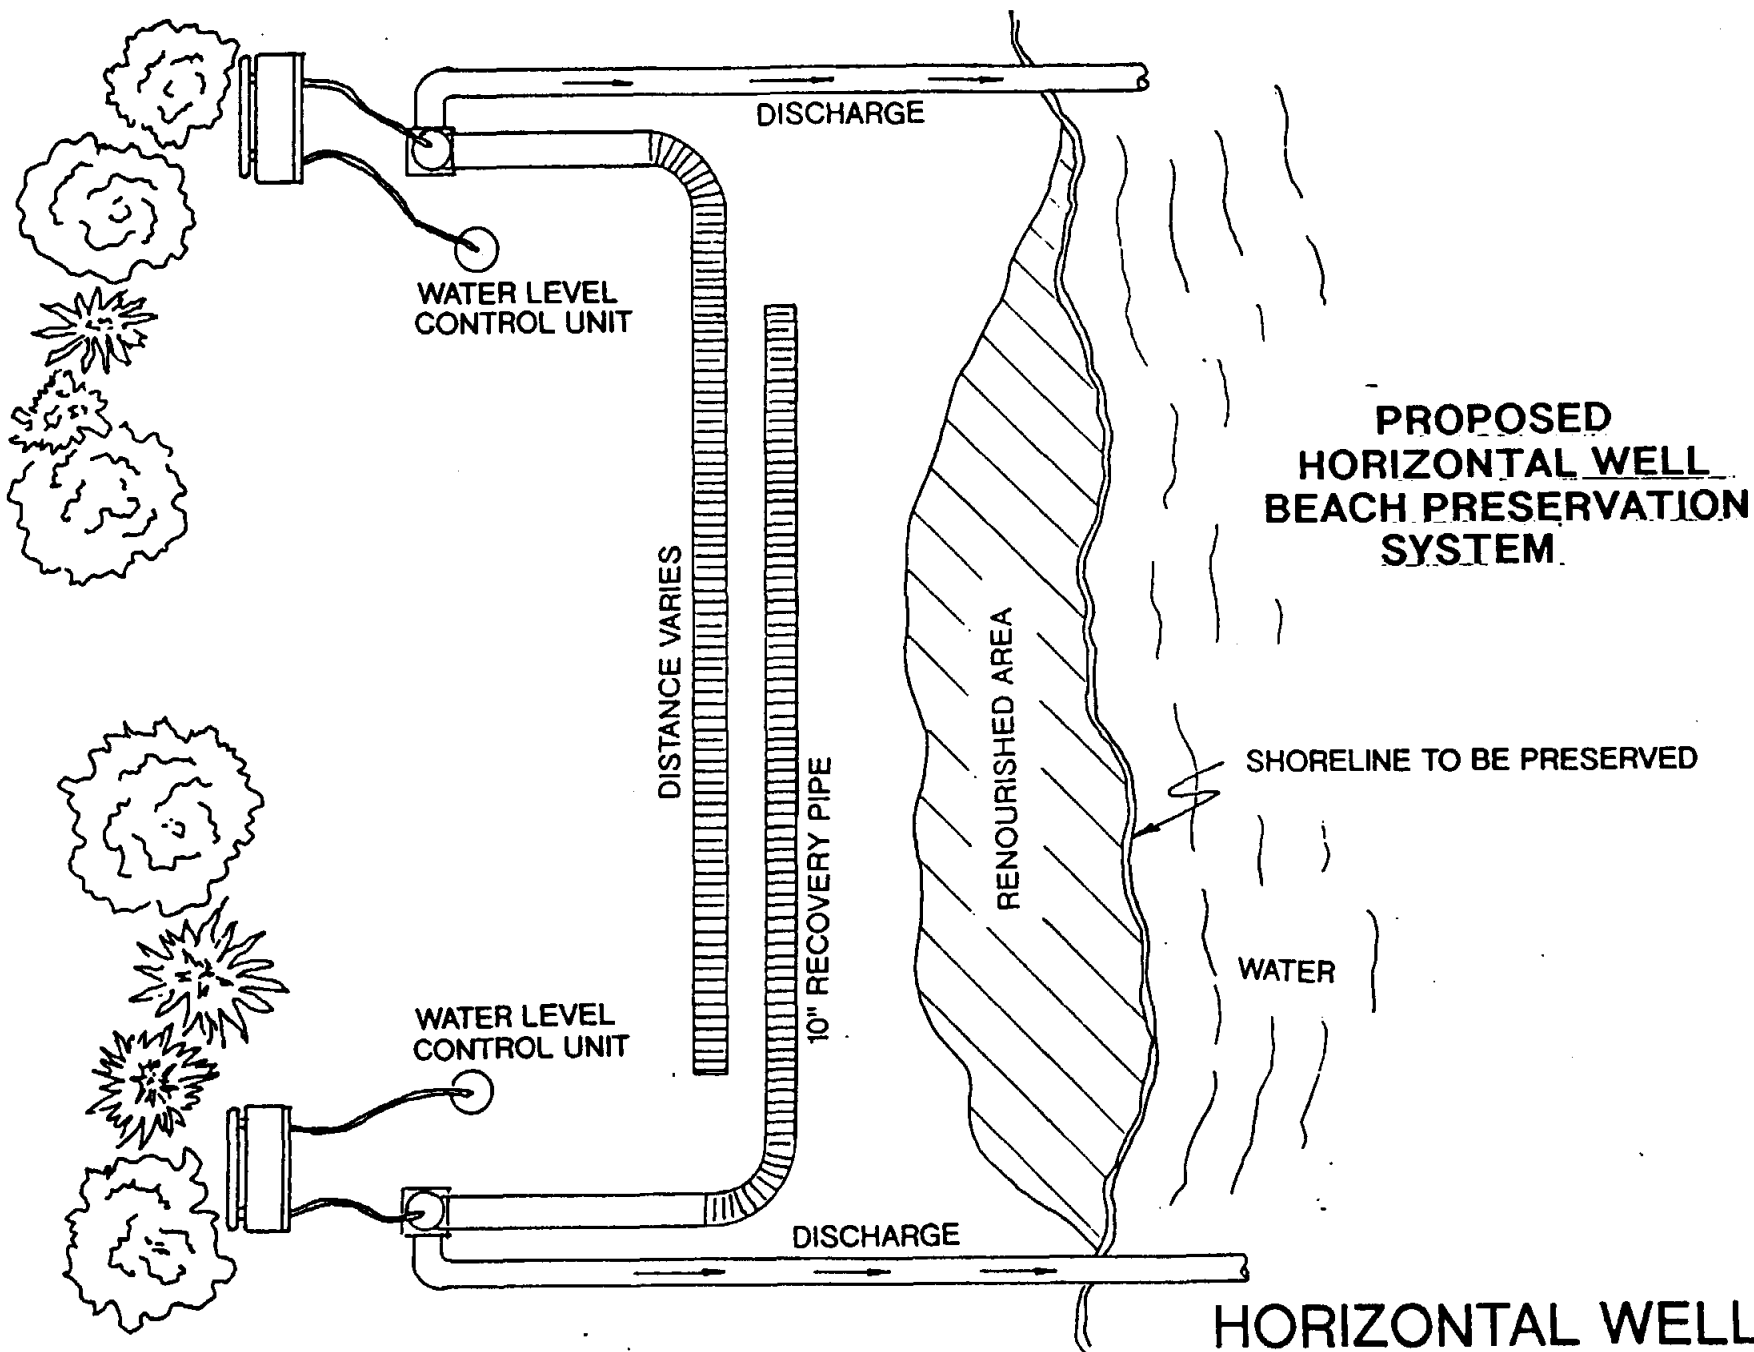 DISCHARGE
WATER LEVEL
CONTROL UNIT
PROPOSED
HORIZONTAL WELL
BEACH PRESERVATION
SYSTEM
DISTANCE VARIES
RENOURISHED AREA
10" RECOVERY PIPE
SHORELINE TO BE PRESERVED
WATER
WATER LEVEL
CONTROL UNIT
DISCHARGE
HORIZONTAL WELL